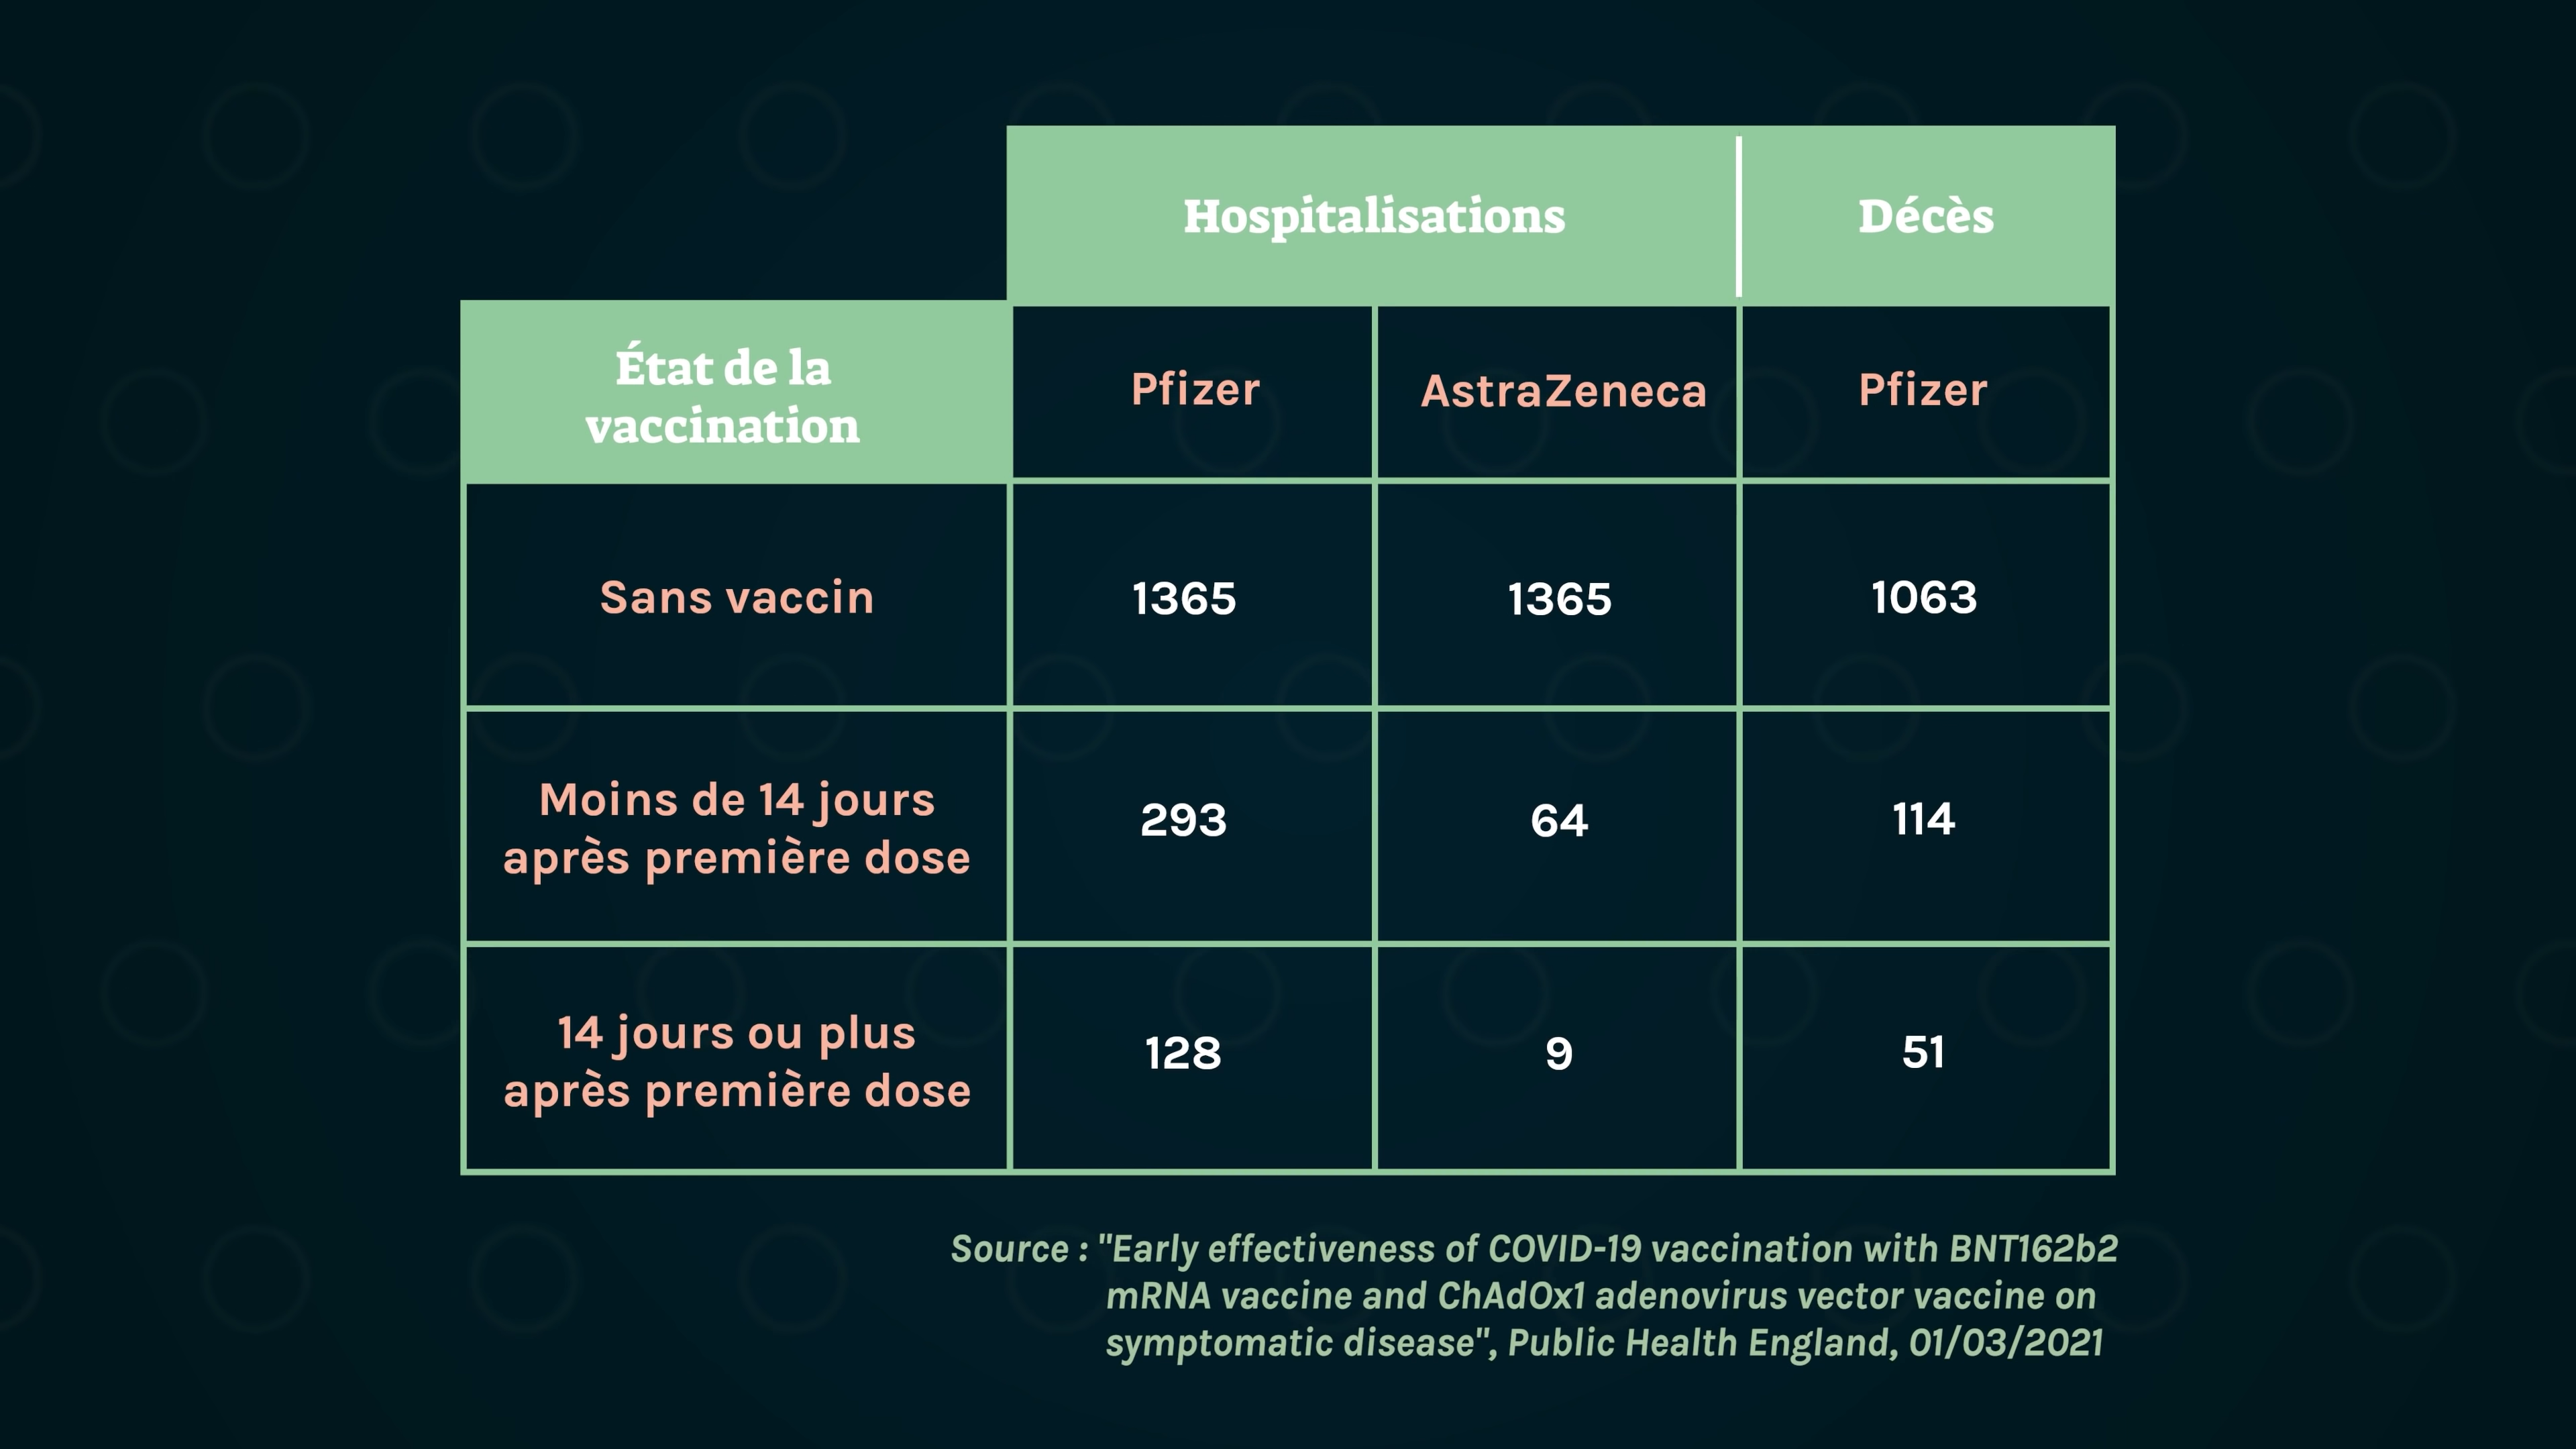 Hospitalisations
Décès
État de la
vaccination
Pfizer
AstraZeneca
Pfizer
Sans vaccin
1365
1365
1063
Moins de 14 jours
après première dose
293
64
114
14 jours ou plus
après première dose
128
9
51
Source : "Early effectiveness of COVID-19 vaccination with BNT162b2
mRNA vaccine and ChAdOx1 adenovirus vector vaccine on
symptomatic disease", Public Health England, 01/03/2021